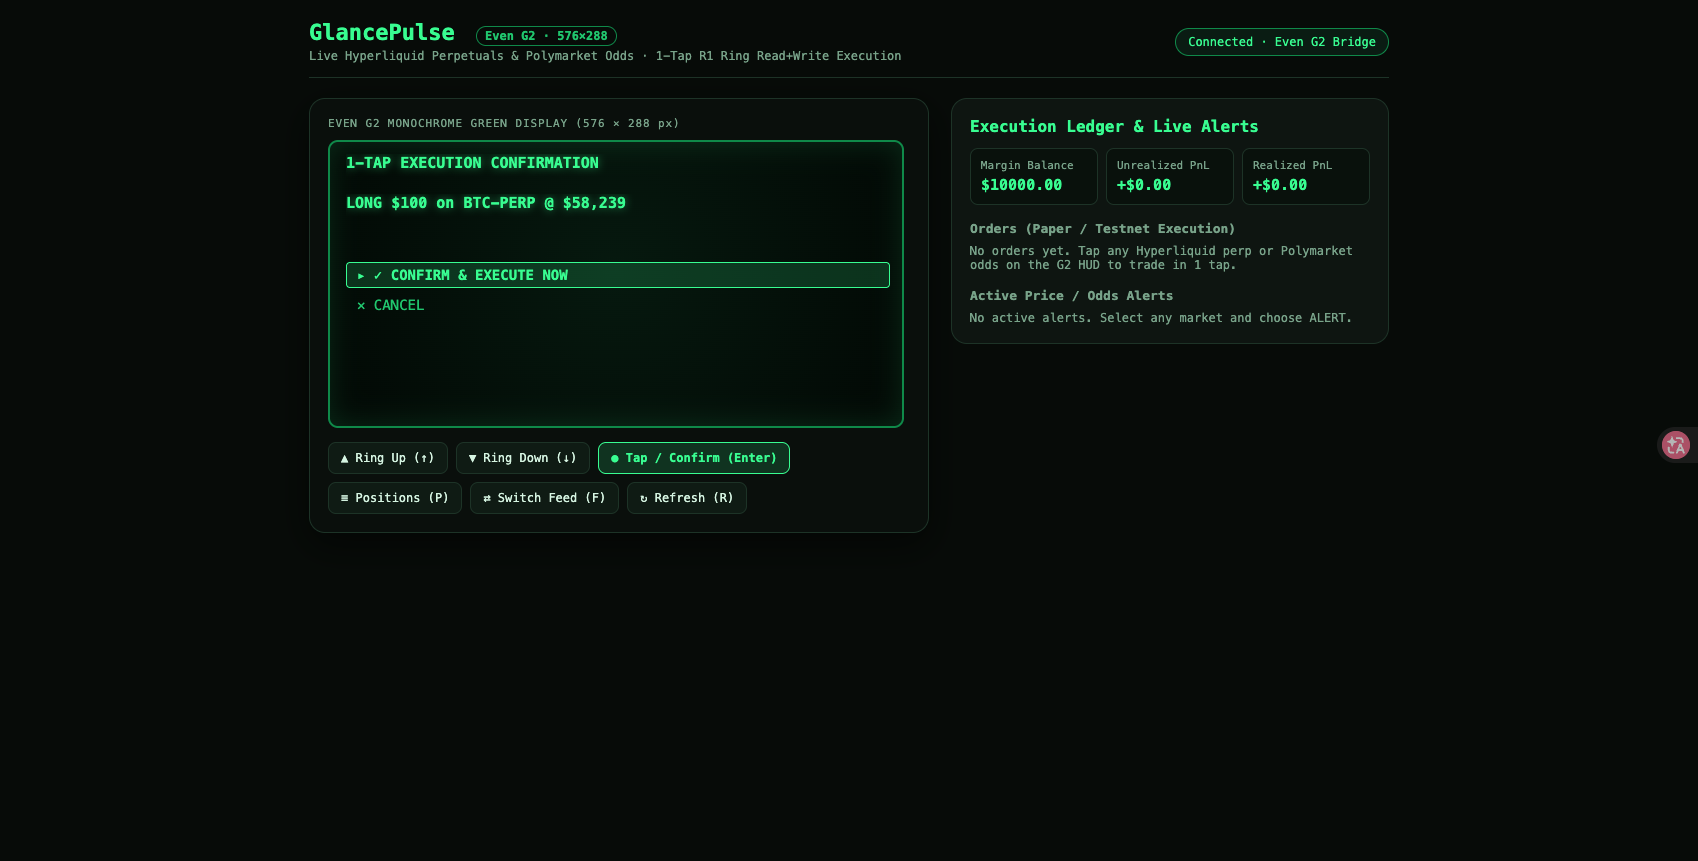 GlancePulse
Even G2 · 576×288
Live Hyperliquid Perpetuals & Polymarket Odds · 1-Tap R1 Ring Read+Write Execution
Connected · Even G2 Bridge
EVEN G2 MONOCHROME GREEN DISPLAY (576 × 288 px)
1-TAP EXECUTION CONFIRMATION
LONG $100 on BTC-PERP @ $58,239
▸ ✓ CONFIRM & EXECUTE NOW
× CANCEL
▲ Ring Up (↑)
▼ Ring Down (↓)
● Tap / Confirm (Enter)
≡ Positions (P)
⇄ Switch Feed (F)
↻ Refresh (R)
Execution Ledger & Live Alerts
Margin Balance
$10000.00
Unrealized PnL
+$0.00
Realized PnL
+$0.00
Orders (Paper / Testnet Execution)
No orders yet. Tap any Hyperliquid perp or Polymarket
odds on the G2 HUD to trade in 1 tap.
Active Price / Odds Alerts
No active alerts. Select any market and choose ALERT.